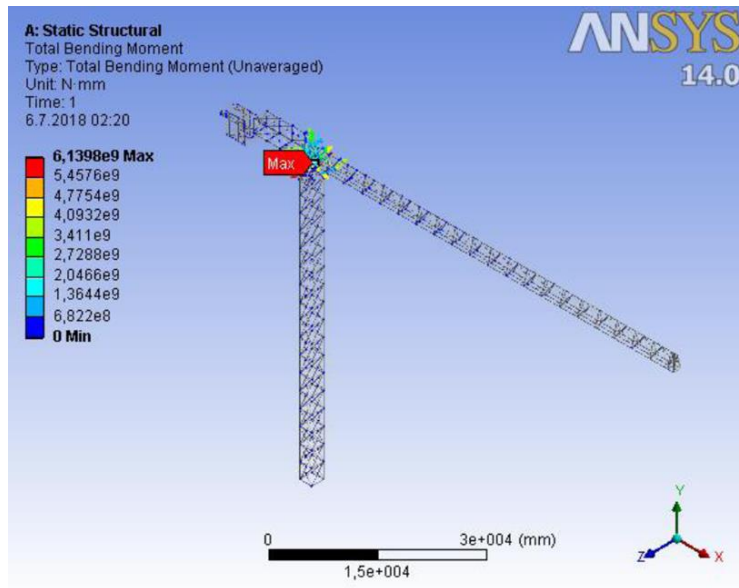 A: Static Structural
Total Bending Moment
Type: Total Bending Moment (Unaveraged)
Unit: N·mm
Time: 1
6.7.2018 02:20
ANSYS
14.0
6,1398e9 Max
5,4576e9
4,7754e9
4,0932e9
3,411e9
2,7288e9
2,0466e9
1,3644e9
6,822e8
0 Min
Max
0
3e+004 (mm)
1,5e+004
Y
Z
X